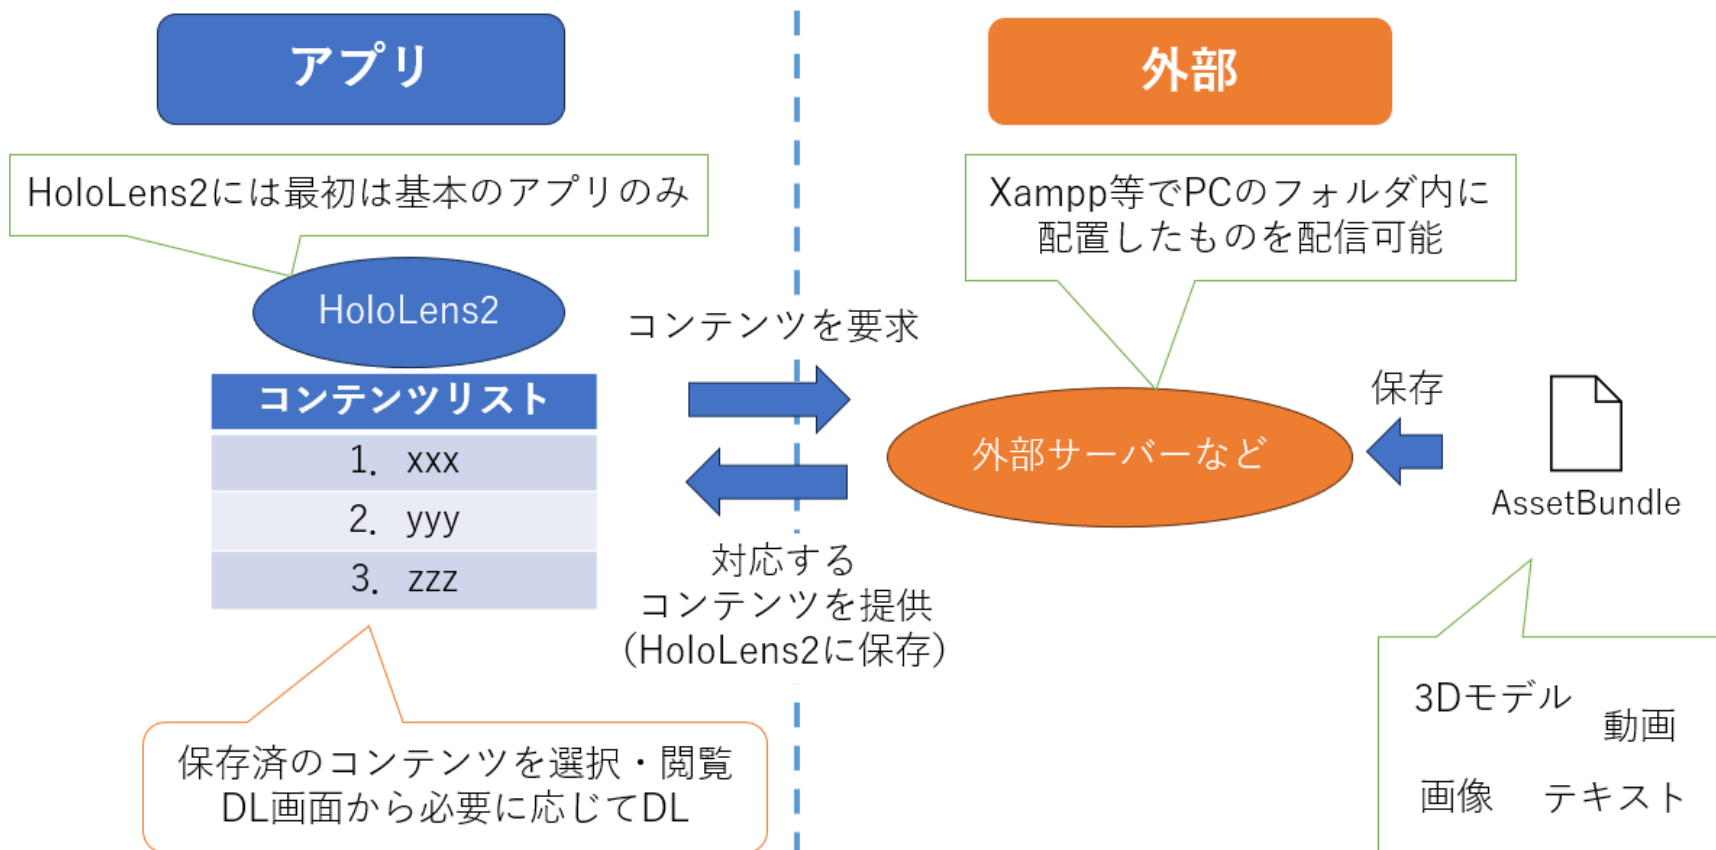 アプリ
外部
HoloLens2には最初は基本のアプリのみ
Xampp等でPCのフォルダ内に
配置したものを配信可能
HoloLens2
コンテンツを要求
コンテンツリスト
1. xxx
2. yyy
3. zzz
外部サーバーなど
保存
AssetBundle
対応する
コンテンツを提供
(HoloLens2に保存)
保存済のコンテンツを選択・閲覧
DL画面から必要に応じてDL
3Dモデル
動画
画像
テキスト